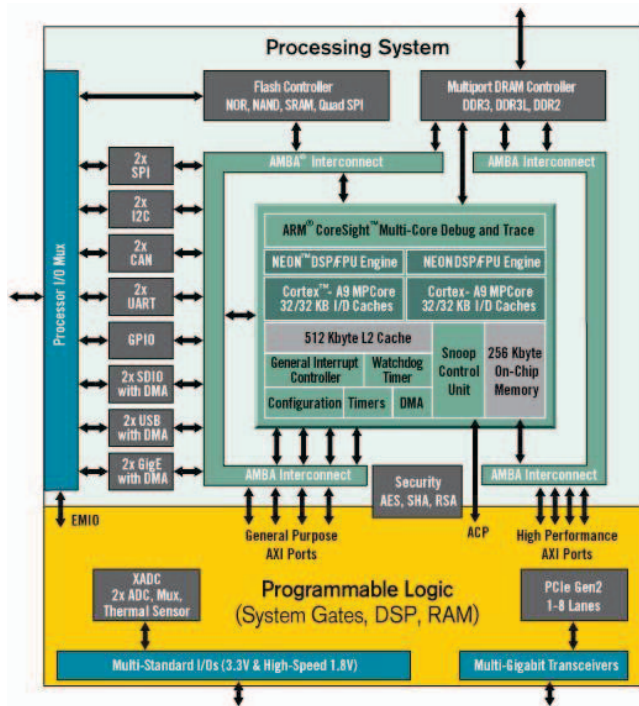 Processing System
Flash Controller
NOR, NAND, SRAM, Quad SPI
Multiport DRAM Controller
DDR3, DDR3L, DDR2
AMBA® Interconnect
AMBA Interconnect
Processor I/O Mux
2x
SPI
2x
I2C
2x
CAN
2x
UART
GPIO
2x SDIO
with DMA
2x USB
with DMA
2x GigE
with DMA
ARM® CoreSight™ Multi-Core Debug and Trace
NEON™ DSP/FPU Engine
NEON DSP/FPU Engine
Cortex™- A9 MPCore
32/32 KB I/D Caches
Cortex- A9 MPCore
32/32 KB I/D Caches
512 Kbyte L2 Cache
General Interrupt
Controller
Watchdog
Timer
Configuration
Timers
DMA
Snoop
Control
Unit
256 Kbyte
On-Chip
Memory
AMBA Interconnect
Security
AES, SHA, RSA
AMBA Interconnect
EMIO
General Purpose
AXI Ports
ACP
High Performance
AXI Ports
XADC
2x ADC, Mux,
Thermal Sensor
Programmable Logic
(System Gates, DSP, RAM)
PCIe Gen2
1-8 Lanes
Multi-Standard I/Os (3.3V & High-Speed 1.8V)
Multi-Gigabit Transceivers